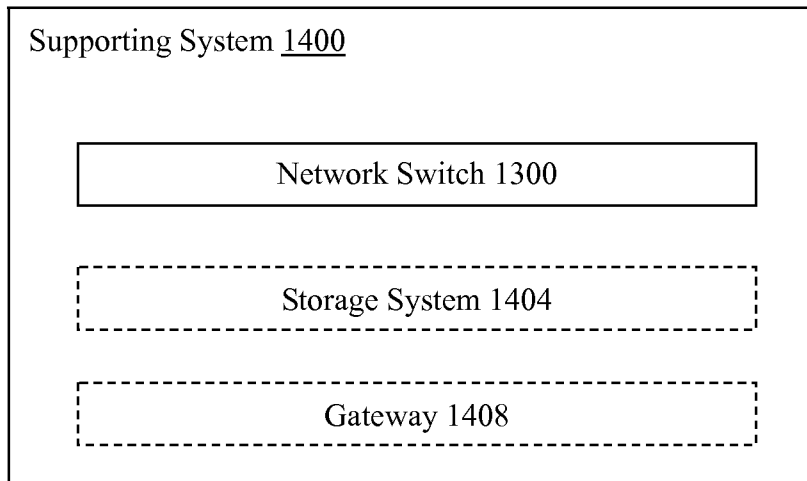 Supporting System 1400
Network Switch 1300
Storage System 1404
Gateway 1408